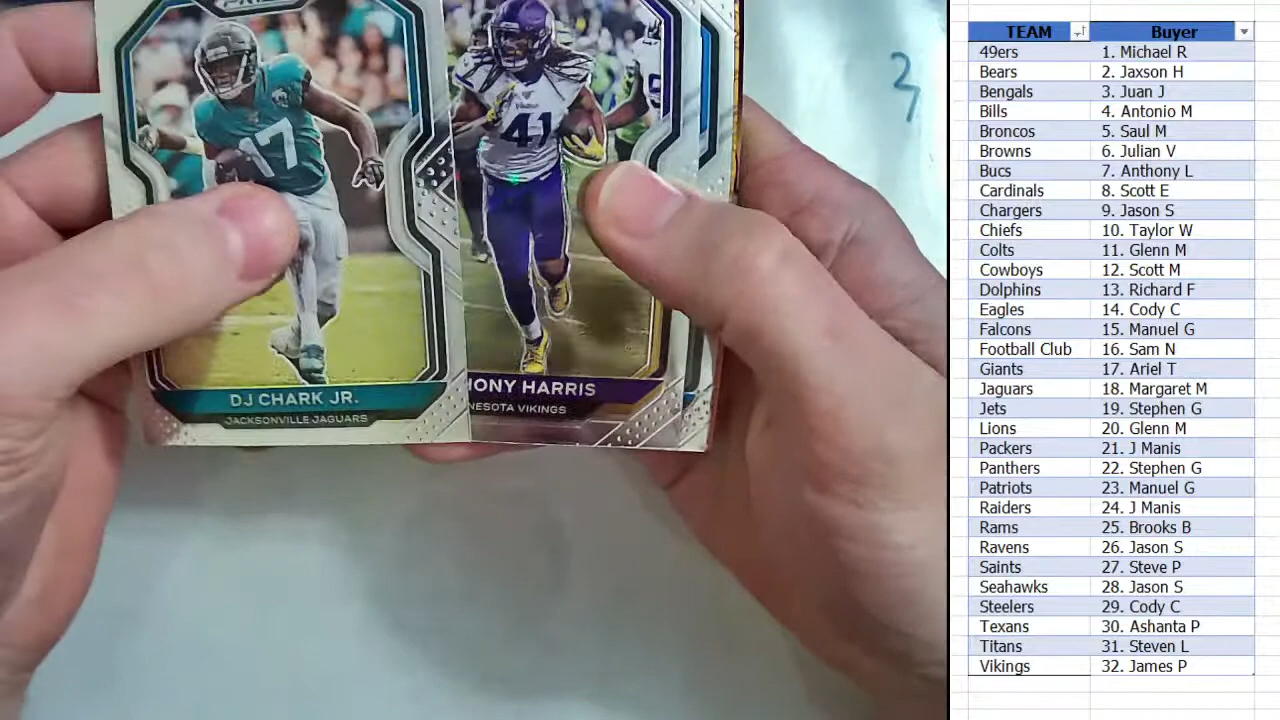 17
41
DJ CHARK JR.
JACKSONVILLE JAGUARS
HONY HARRIS
NESOTA VIKINGS
TEAM Buyer
49ers 1. Michael R
Bears 2. Jaxson H
Bengals 3. Juan J
Bills 4. Antonio M
Broncos 5. Saul M
Browns 6. Julian V
Bucs 7. Anthony L
Cardinals 8. Scott E
Chargers 9. Jason S
Chiefs 10. Taylor W
Colts 11. Glenn M
Cowboys 12. Scott M
Dolphins 13. Richard F
Eagles 14. Cody C
Falcons 15. Manuel G
Football Club 16. Sam N
Giants 17. Ariel T
Jaguars 18. Margaret M
Jets 19. Stephen G
Lions 20. Glenn M
Packers 21. J Manis
Panthers 22. Stephen G
Patriots 23. Manuel G
Raiders 24. J Manis
Rams 25. Brooks B
Ravens 26. Jason S
Saints 27. Steve P
Seahawks 28. Jason S
Steelers 29. Cody C
Texans 30. Ashanta P
Titans 31. Steven L
Vikings 32. James P